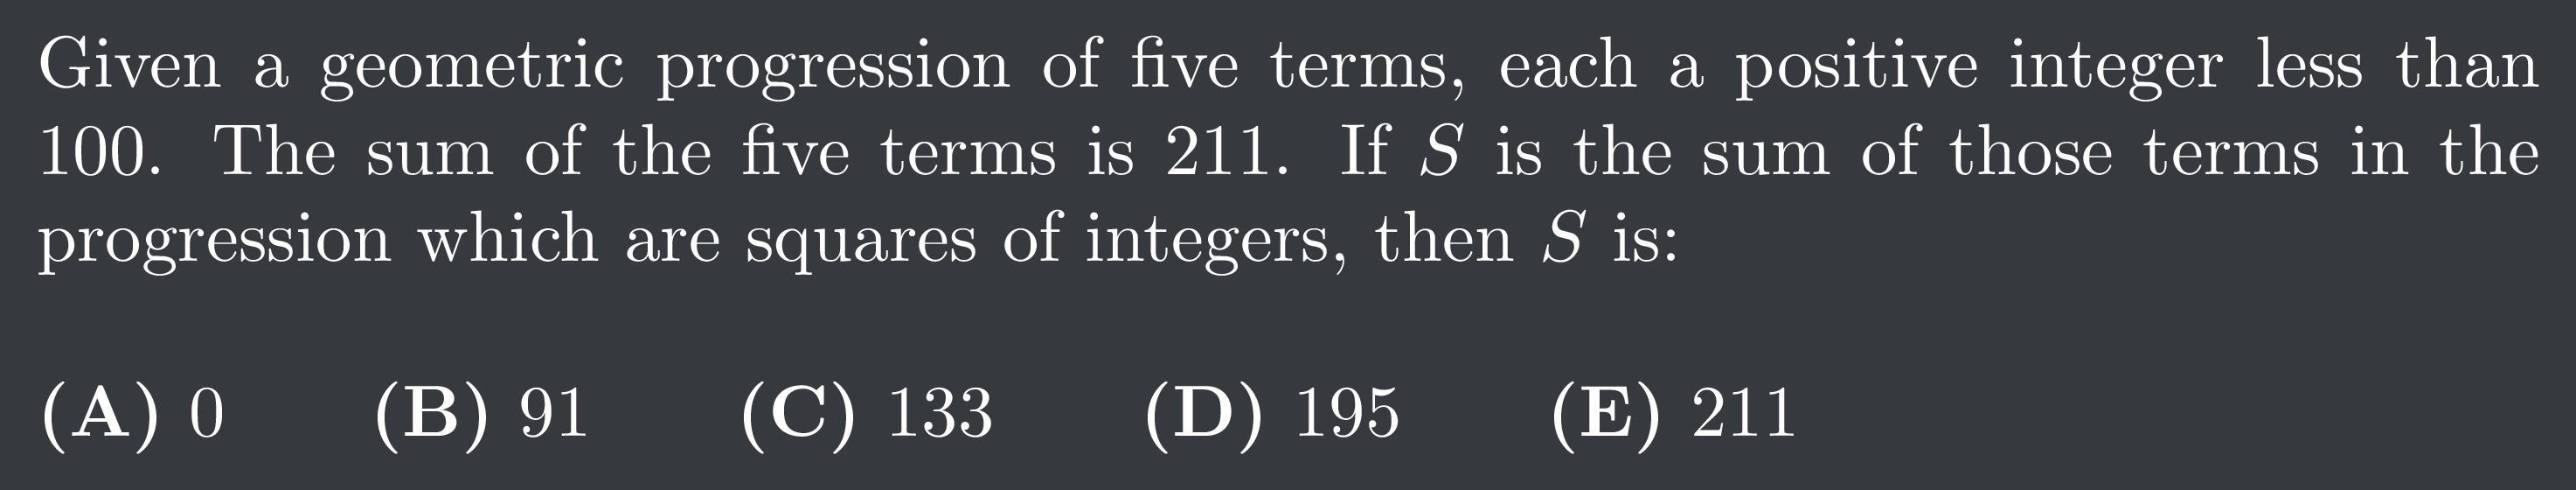 Given a geometric progression of five terms, each a positive integer less than
100. The sum of the five terms is 211. If S is the sum of those terms in the
progression which are squares of integers, then S is:
(A) 0 (B) 91 (C) 133 (D) 195 (E) 211